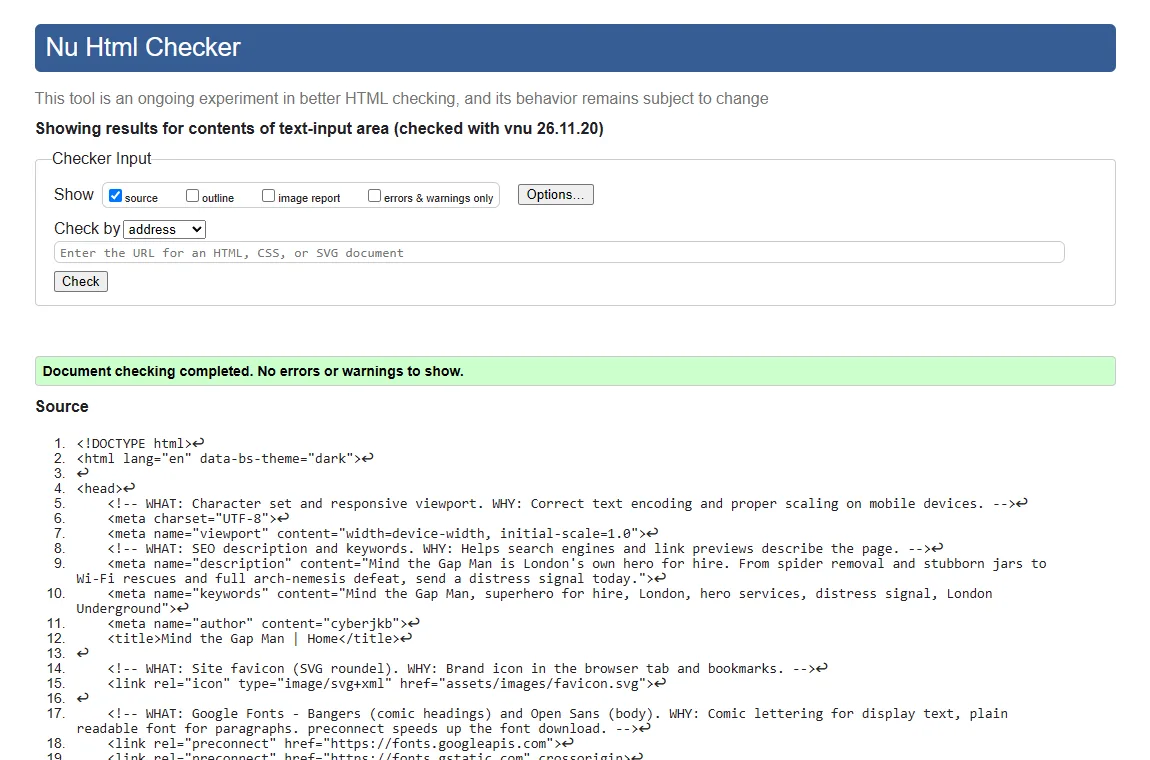 Nu Html Checker
This tool is an ongoing experiment in better HTML checking, and its behavior remains subject to change
Showing results for contents of text-input area (checked with vnu 26.11.20)
Checker Input
Show source outline image report errors & warnings only Options...
Check by address
Enter the URL for an HTML, CSS, or SVG document
Check
Document checking completed. No errors or warnings to show.
Source
1. <!DOCTYPE html>↩
2. <html lang="en" data-bs-theme="dark">↩
3. ↩
4. <head>↩
5. <!-- WHAT: Character set and responsive viewport. WHY: Correct text encoding and proper scaling on mobile devices. -->↩
6. <meta charset="UTF-8">↩
7. <meta name="viewport" content="width=device-width, initial-scale=1.0">↩
8. <!-- WHAT: SEO description and keywords. WHY: Helps search engines and link previews describe the page. -->↩
9. <meta name="description" content="Mind the Gap Man is London's own hero for hire. From spider removal and stubborn jars to
Wi-Fi rescues and full arch-nemesis defeat, send a distress signal today.">↩
10. <meta name="keywords" content="Mind the Gap Man, superhero for hire, London, hero services, distress signal, London
Underground">↩
11. <meta name="author" content="cyberjkb">↩
12. <title>Mind the Gap Man | Home</title>↩
13. ↩
14. <!-- WHAT: Site favicon (SVG roundel). WHY: Brand icon in the browser tab and bookmarks. -->↩
15. <link rel="icon" type="image/svg+xml" href="assets/images/favicon.svg">↩
16. ↩
17. <!-- WHAT: Google Fonts - Bangers (comic headings) and Open Sans (body). WHY: Comic lettering for display text, plain
readable font for paragraphs. preconnect speeds up the font download. -->↩
18. <link rel="preconnect" href="https://fonts.googleapis.com">↩
19. <link rel="preconnect" href="https://fonts.gstatic.com" crossorigin>↩